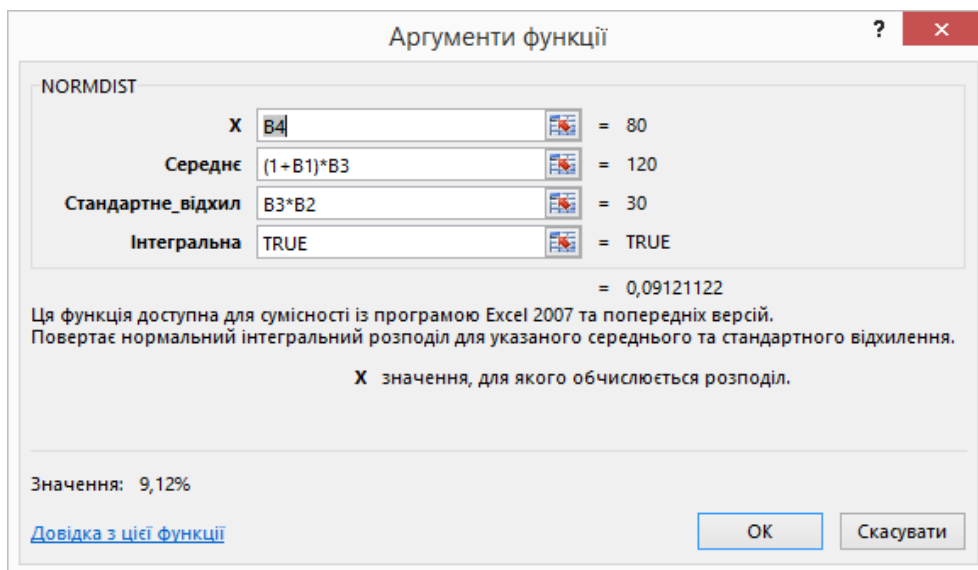 Аргументи функції
?
×
NORMDIST
X B4 = 80
Середнє (1+B1)*B3 = 120
Стандартне_відхил B3*B2 = 30
Інтегральна TRUE = TRUE
= 0,09121122
Ця функція доступна для сумісності із програмою Excel 2007 та попередніх версій.
Повертає нормальний інтегральний розподіл для указаного середнього та стандартного відхилення.
X значення, для якого обчислюється розподіл.
Значення: 9,12%
Довідка з цієї функції
ОК
Скасувати